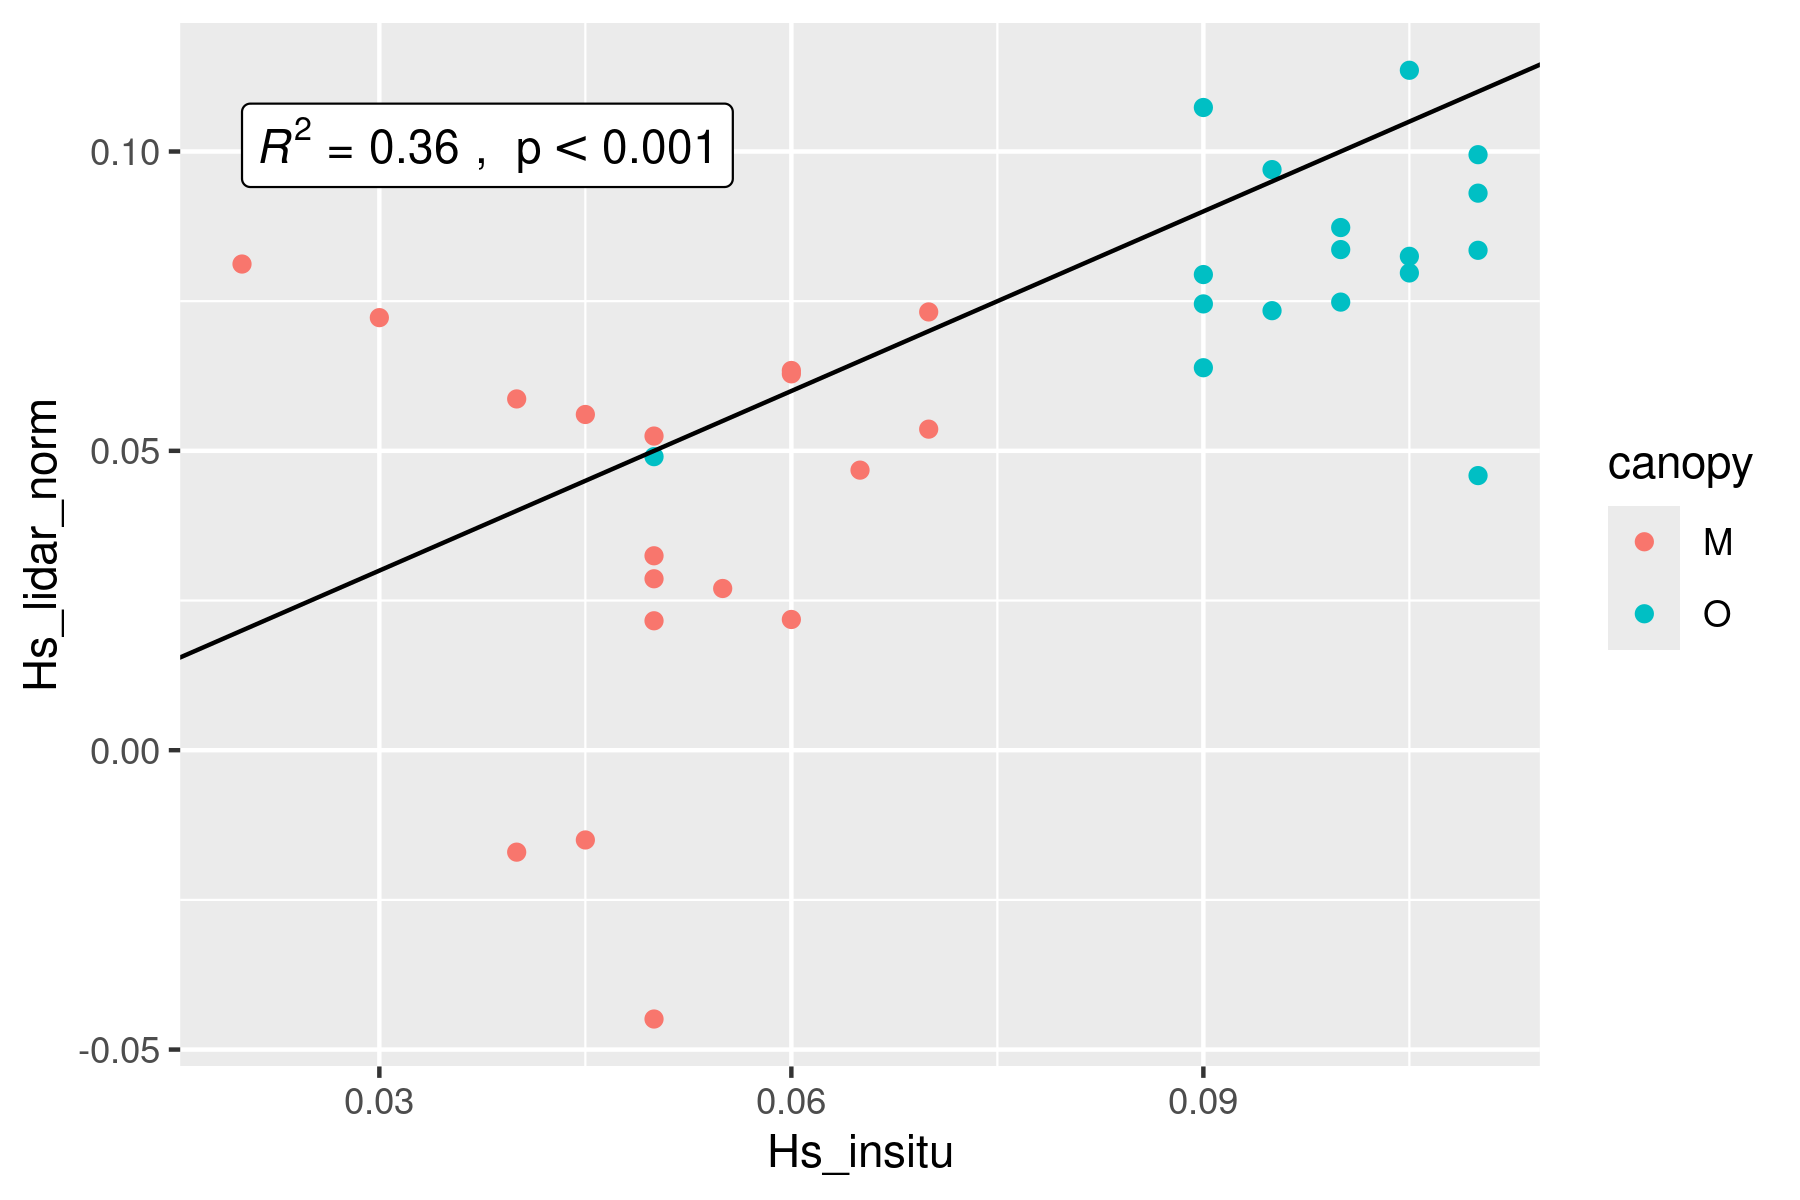 R² = 0.36 , p < 0.001
0.10
0.05
0.00
-0.05
Hs_lidar_norm
0.03 0.06 0.09
Hs_insitu
canopy
M
O